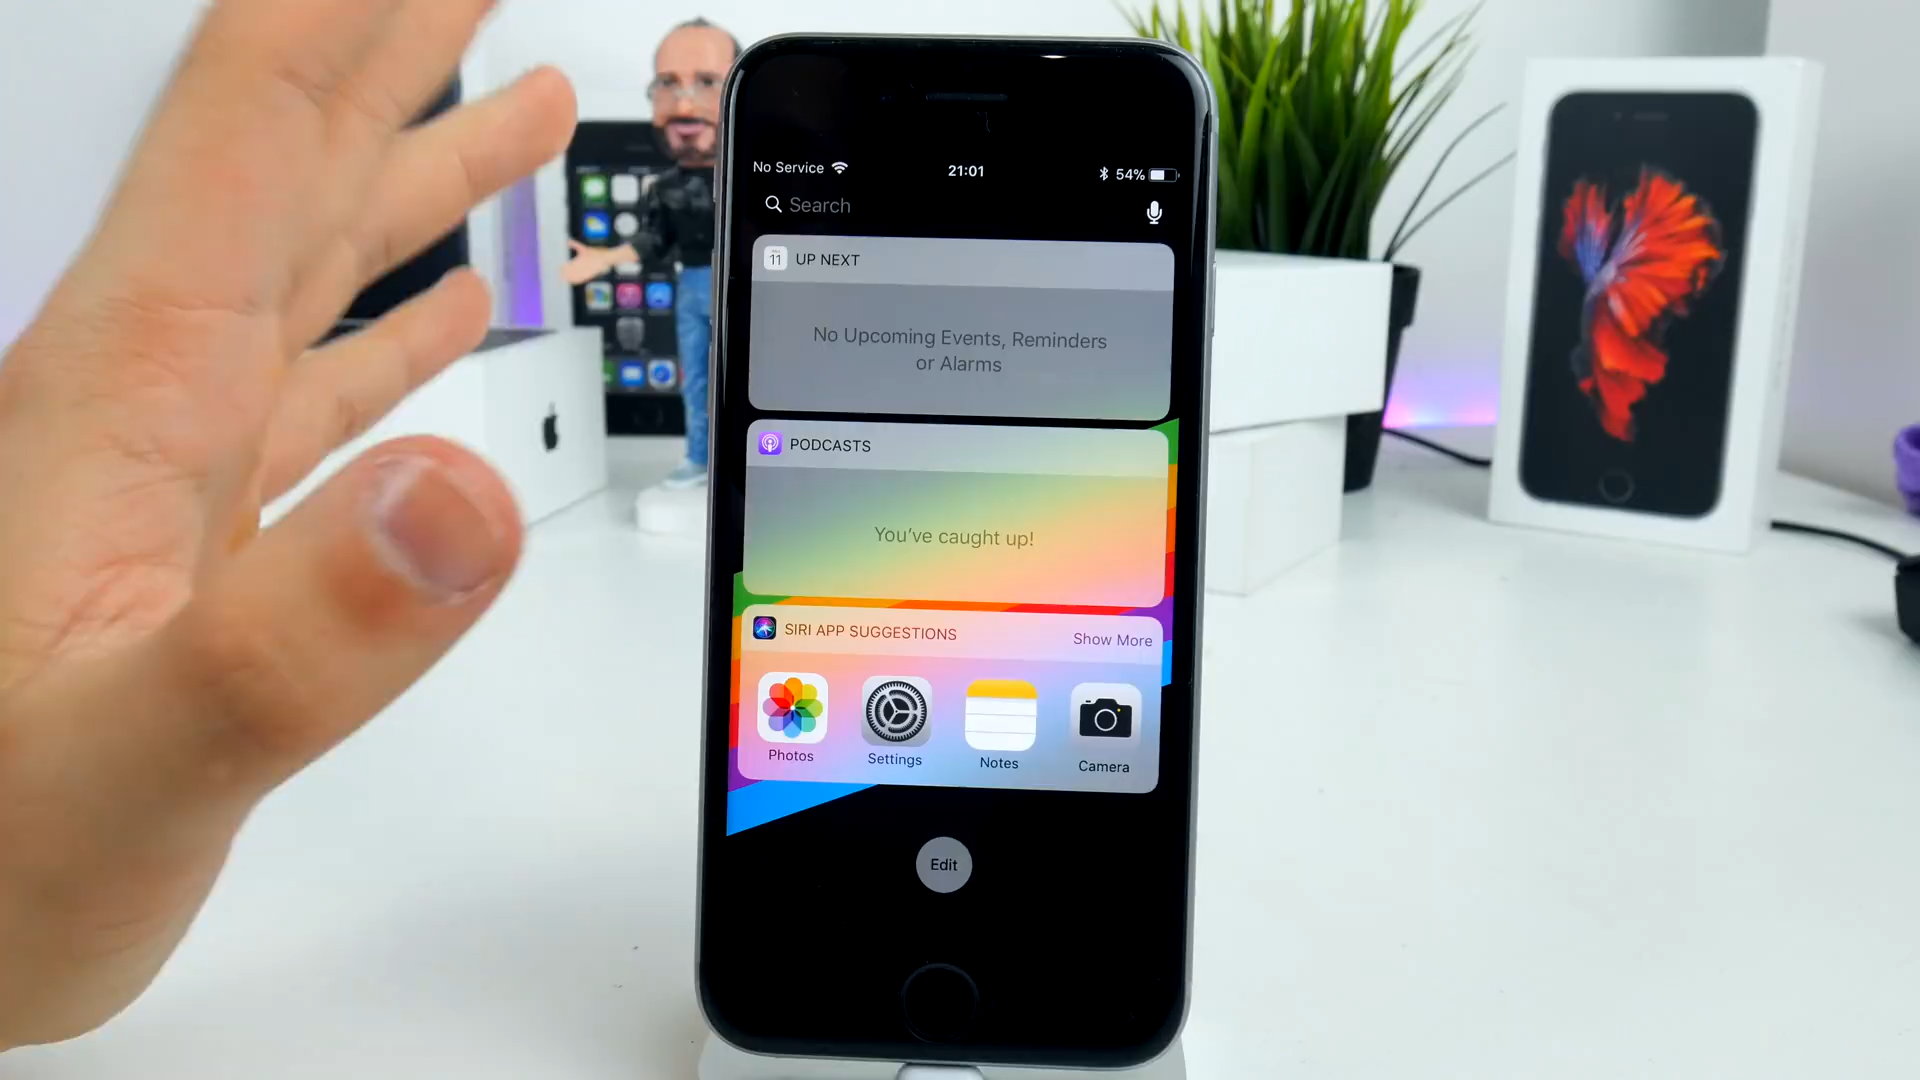 No Service 21:01 54%
Search
11 UP NEXT
No Upcoming Events, Reminders
or Alarms
PODCASTS
You've caught up!
SIRI APP SUGGESTIONS Show More
Photos Settings Notes Camera
Edit